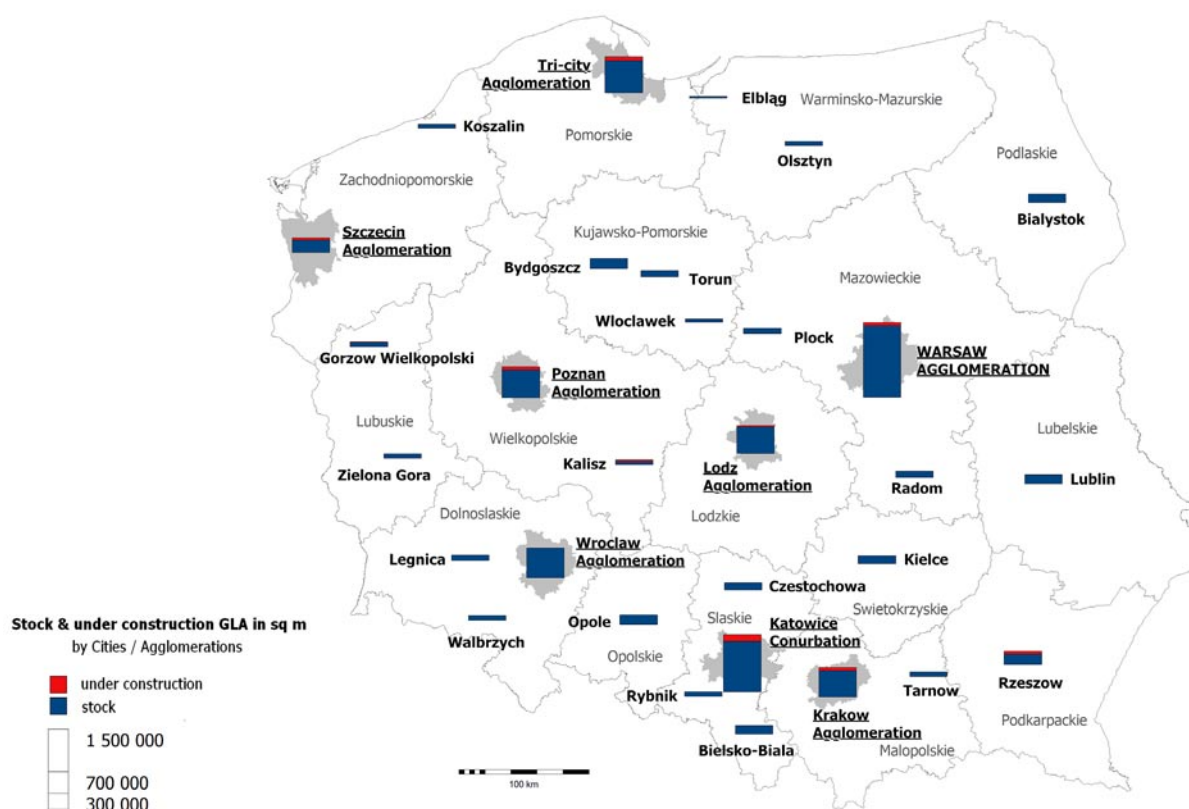 Tri-city
Agglomeration
Elbląg
Warminsko-Mazurskie
Koszalin
Pomorskie
Olsztyn
Podlaskie
Zachodniopomorskie
Bialystok
Szczecin
Agglomeration
Kujawsko-Pomorskie
Bydgoszcz
Torun
Mazowieckie
Wloclawek
Plock
Gorzow Wielkopolski
WARSAW
AGGLOMERATION
Poznan
Agglomeration
Lubuskie
Wielkopolskie
Lubelskie
Kalisz
Zielona Gora
Lodz
Agglomeration
Radom
Lublin
Dolnoslaskie
Lodzkie
Wroclaw
Agglomeration
Legnica
Kielce
Czestochowa
Swietokrzyskie
Stock & under construction GLA in sq m
by Cities / Agglomerations
Walbrzych
Opole
Slaskie
Katowice
Conurbation
Opolskie
under construction
stock
Rybnik
Tarnow
Rzeszow
Krakow
Agglomeration
Podkarpackie
Bielsko-Biala
Malopolskie
1 500 000
700 000
300 000
100 km